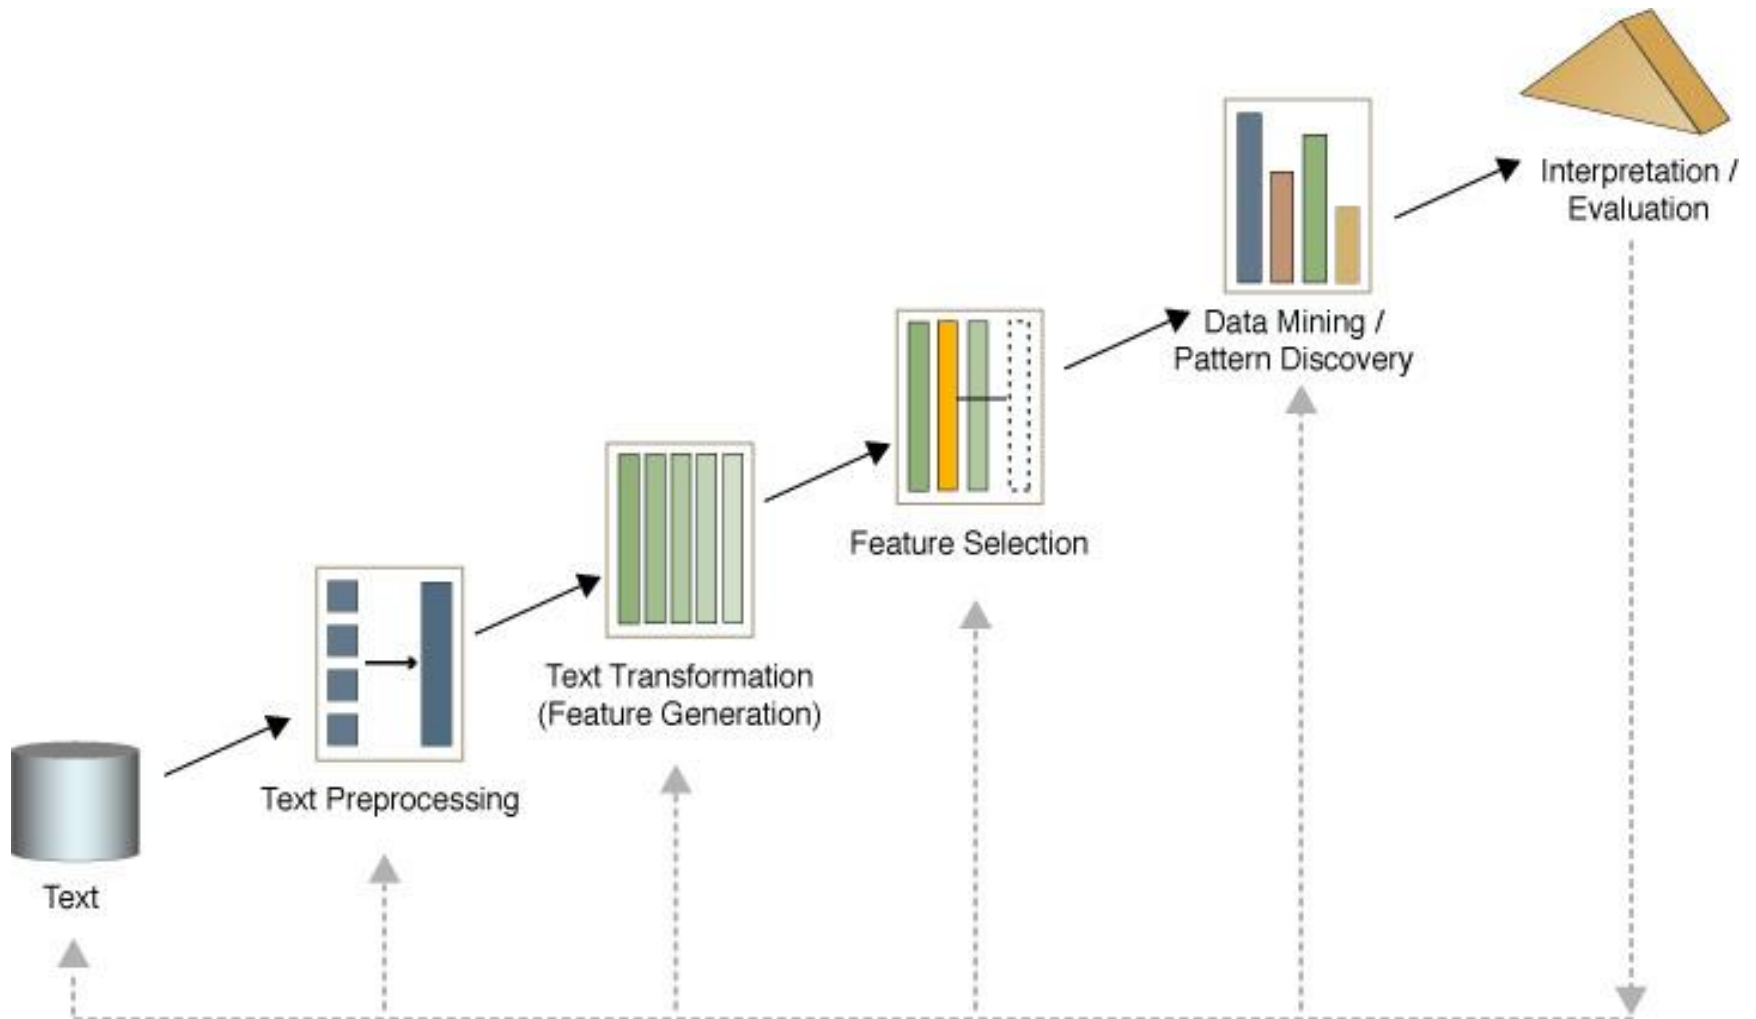 Interpretation /
Evaluation
Data Mining /
Pattern Discovery
Feature Selection
Text Transformation
(Feature Generation)
Text Preprocessing
Text